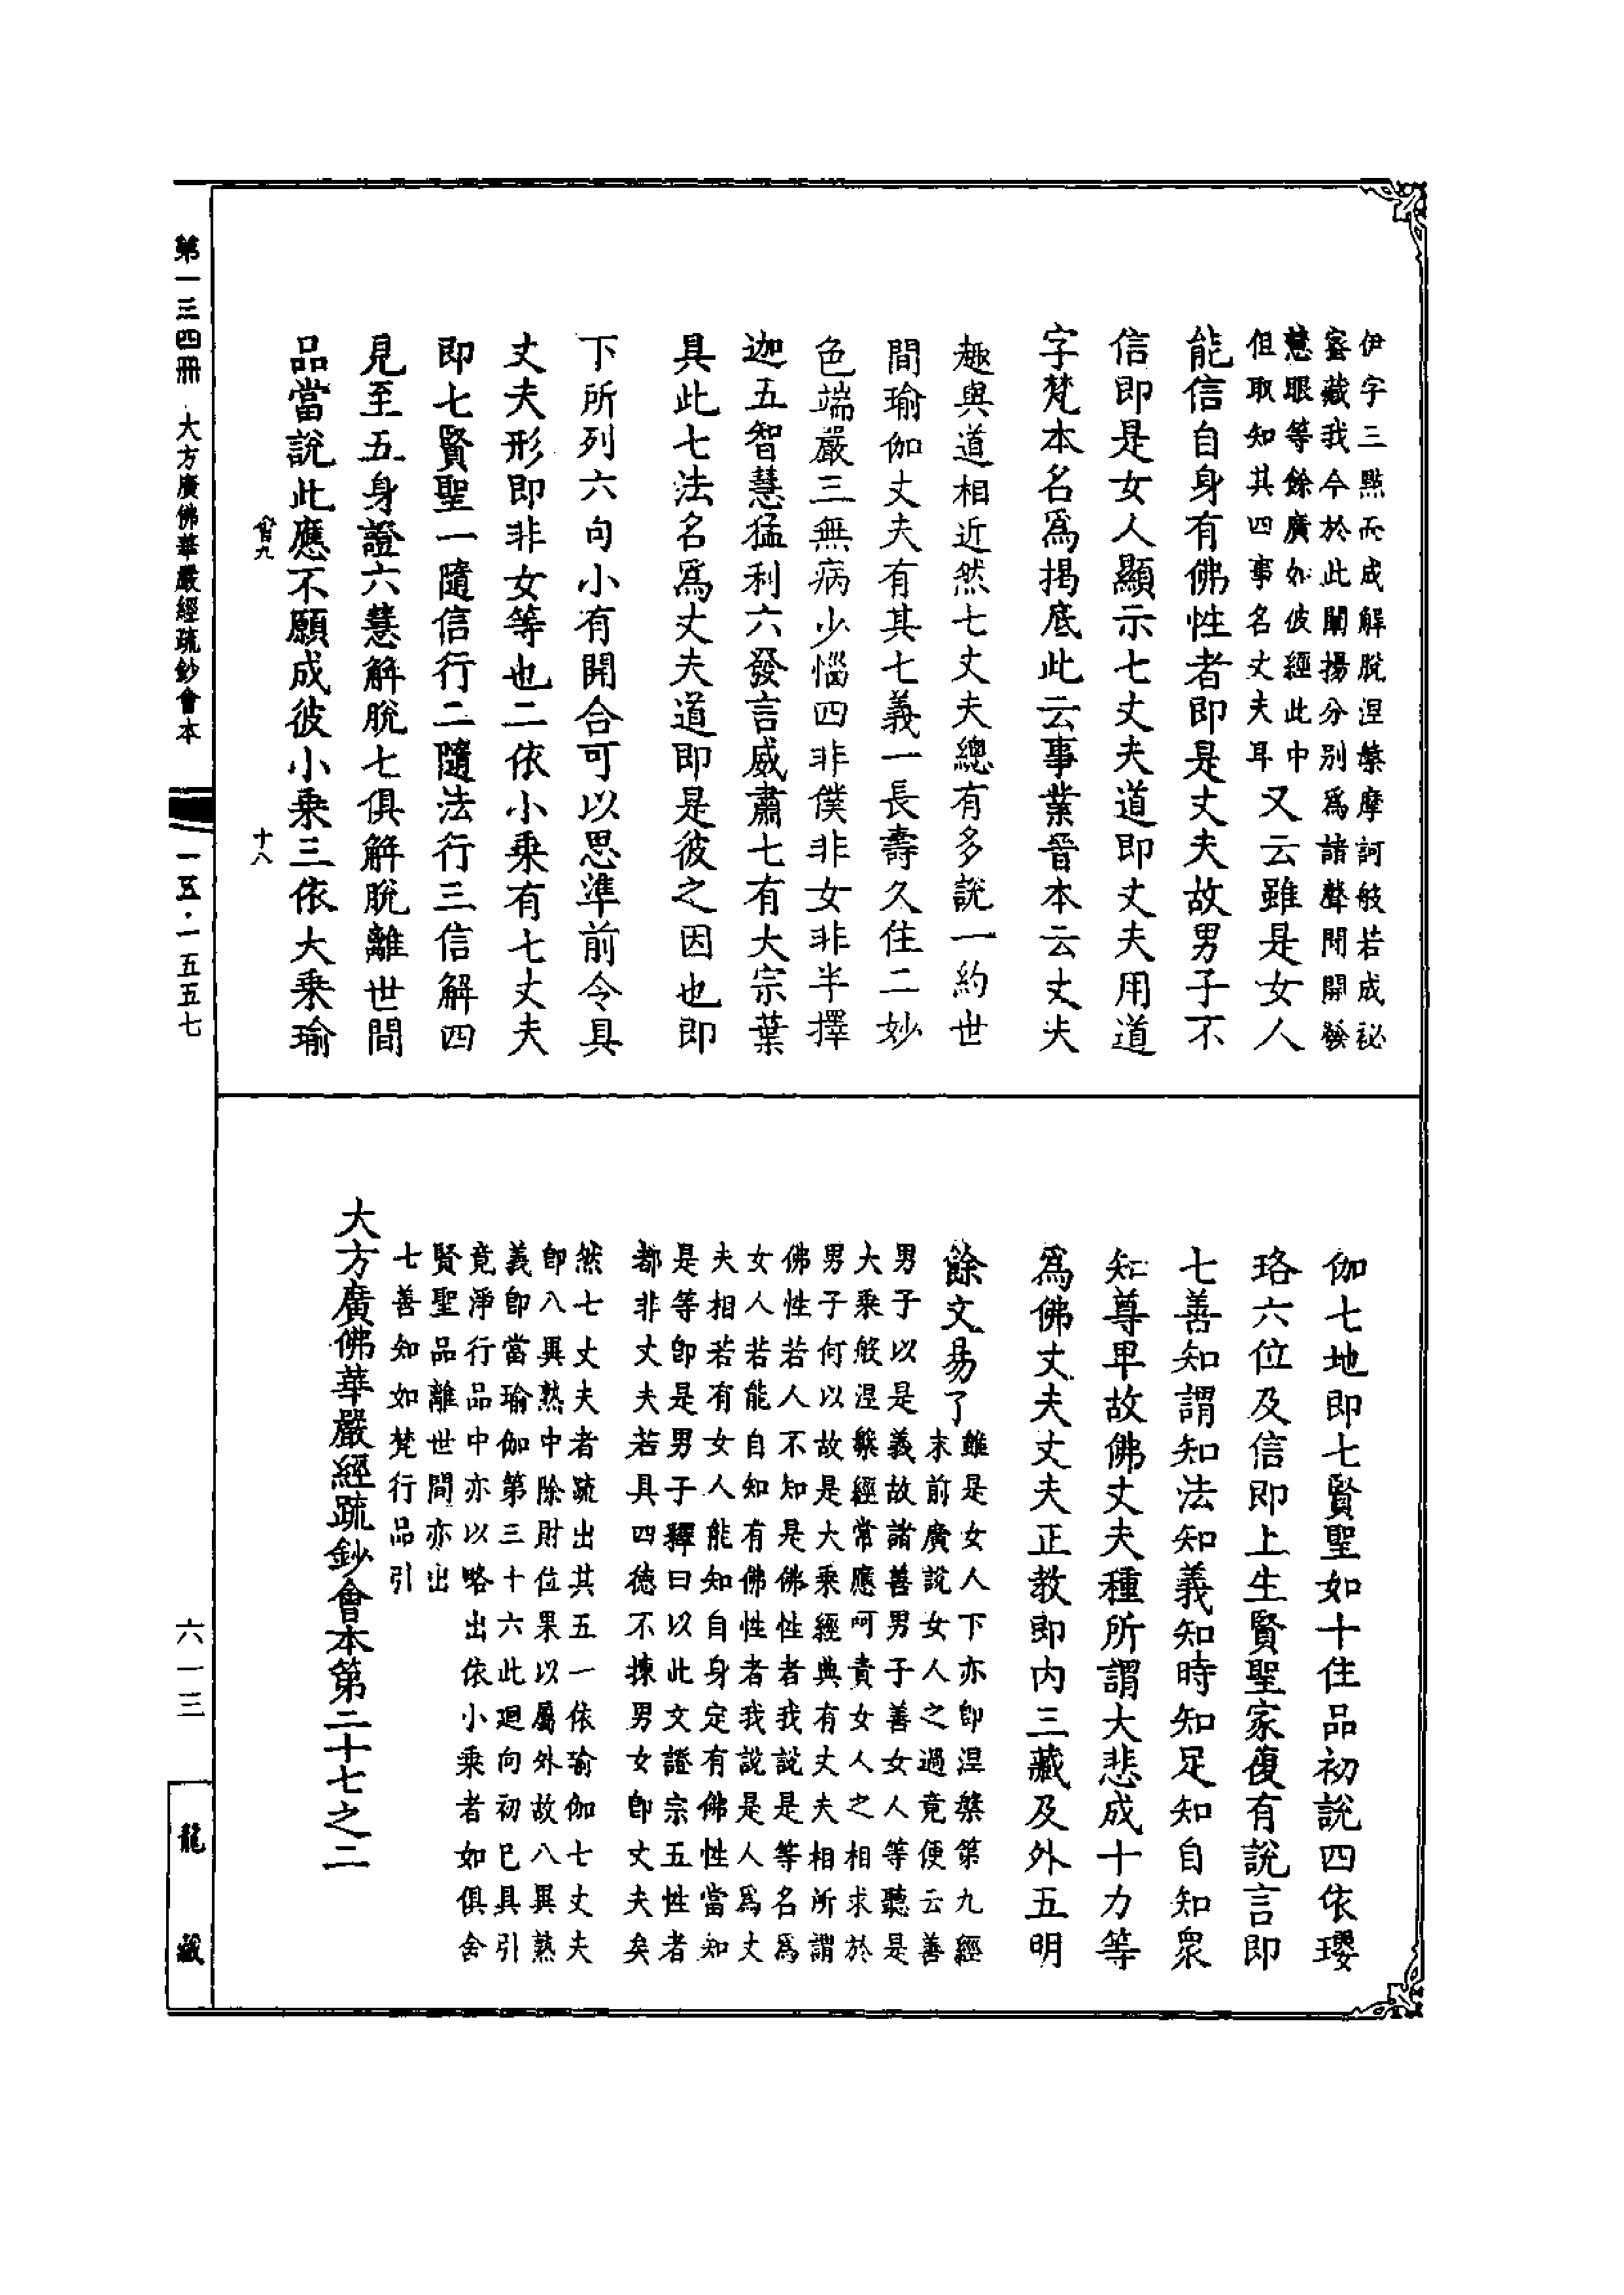 伊字三點而成解脫涅槃摩訶般若成祕
密藏我今於此闡揚分別爲諸聲聞開發
慧眼等餘廣如彼經此中
但取知其四事名丈夫耳
又云雖是女人
能信自身有佛性者即是丈夫故男子不
信即是女人顯示七丈夫道即丈夫用道
字梵本名爲揭底此云事業晉本云丈夫
趣與道相近然七丈夫總有多說一約世
間瑜伽丈夫有其七義一長壽久住二妙
色端嚴三無病少惱四非僕非女非半擇
迦五智慧猛利六發言威肅七有大宗葉
具此七法名爲丈夫道即是彼之因也即
下所列六句小有開合可以思準前令具
丈夫形即非女等也二依小乗有七丈夫
即七賢聖一隨信行二隨法行三信解四
見至五身證六慧解脫七俱解脫離世間
品當說此應不願成彼小乗三依大乗瑜
會九
十八
伽七地即七賢聖如十住品初說四依瓔
珞六位及信即上生賢聖家復有說言即
七善知謂知法知義知時知足知自知衆
知尊卑故佛丈夫種所謂大悲成十力等
爲佛丈夫丈夫正教即內三藏及外五明
餘文易了
雖是女人下亦即涅槃第九經
末前廣說女人之過竟便云善
男子以是義故諸善男子善女人等聽是
大乘般涅槃經常應呵責女人之相求於
男子何以故是大乘經典有丈夫相所謂
佛性若人不知是佛性者我說是等名爲
女人若能自知有佛性者我說是人爲丈
夫相若有女人能知自身定有佛性當知
是等即是男子釋曰以此文證宗五性者
都非丈夫若具四德不揀男女即丈夫矣
然七丈夫者疏出其五一依瑜伽七丈夫
即八異熟中除財位果以屬外故八異熟
義即當瑜伽第三十六此廻向初已具引
竟淨行品中亦以略出依小乗者如俱舍
賢聖品離世間亦出
七善知如梵行品引
大方廣佛華嚴經疏鈔會本第二十七之二
第一三四冊 大方廣佛華嚴經疏鈔會本
一五·一五五七
六一三
龍藏